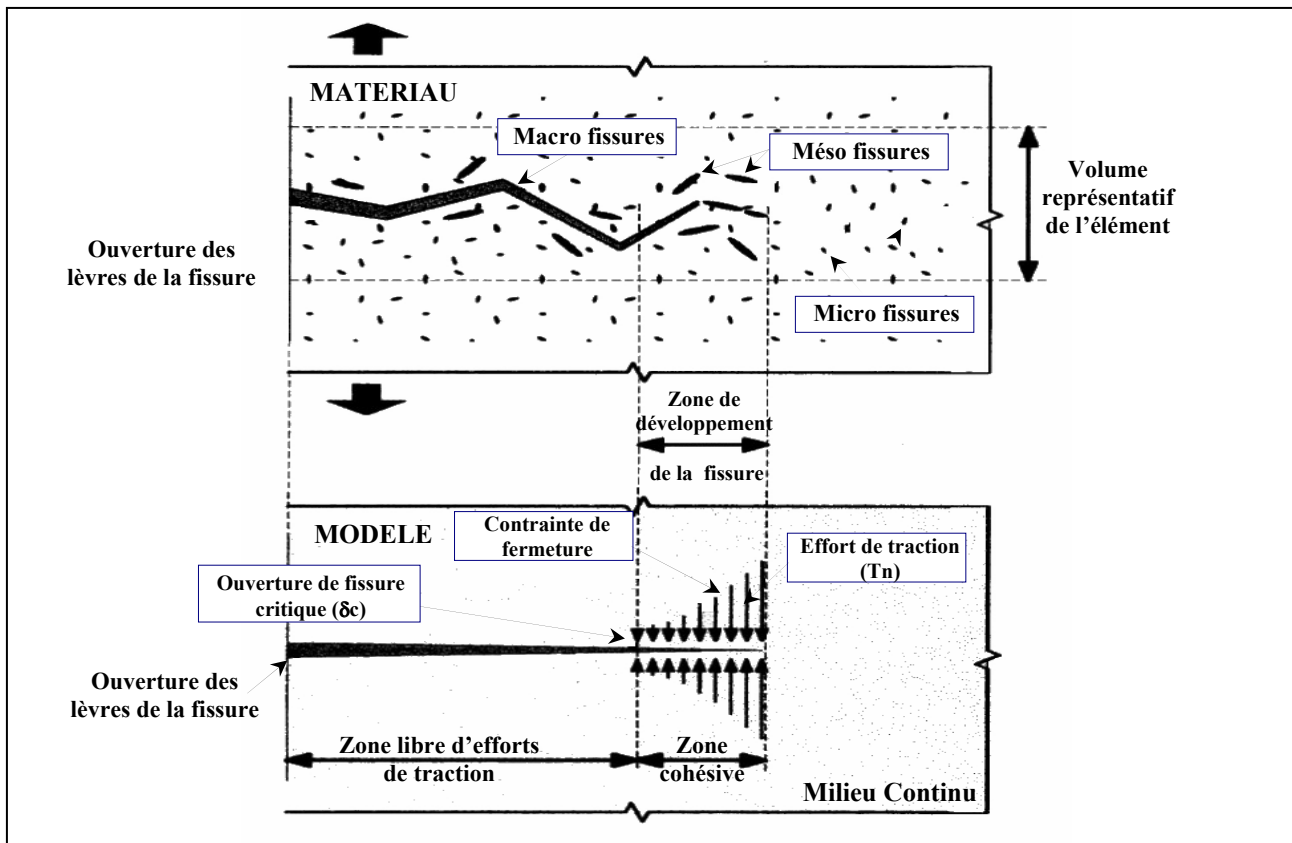 MATERIAU
Macro fissures
Méso fissures
Volume
représentatif
de l’élément
Ouverture des
lèvres de la fissure
Micro fissures
Zone de
développement
de la fissure
MODELE
Contrainte de
fermeture
Effort de traction
(Tn)
Ouverture de fissure
critique (δc)
Ouverture des
lèvres de la fissure
Zone libre d’efforts
de traction
Zone
cohésive
Milieu Continu